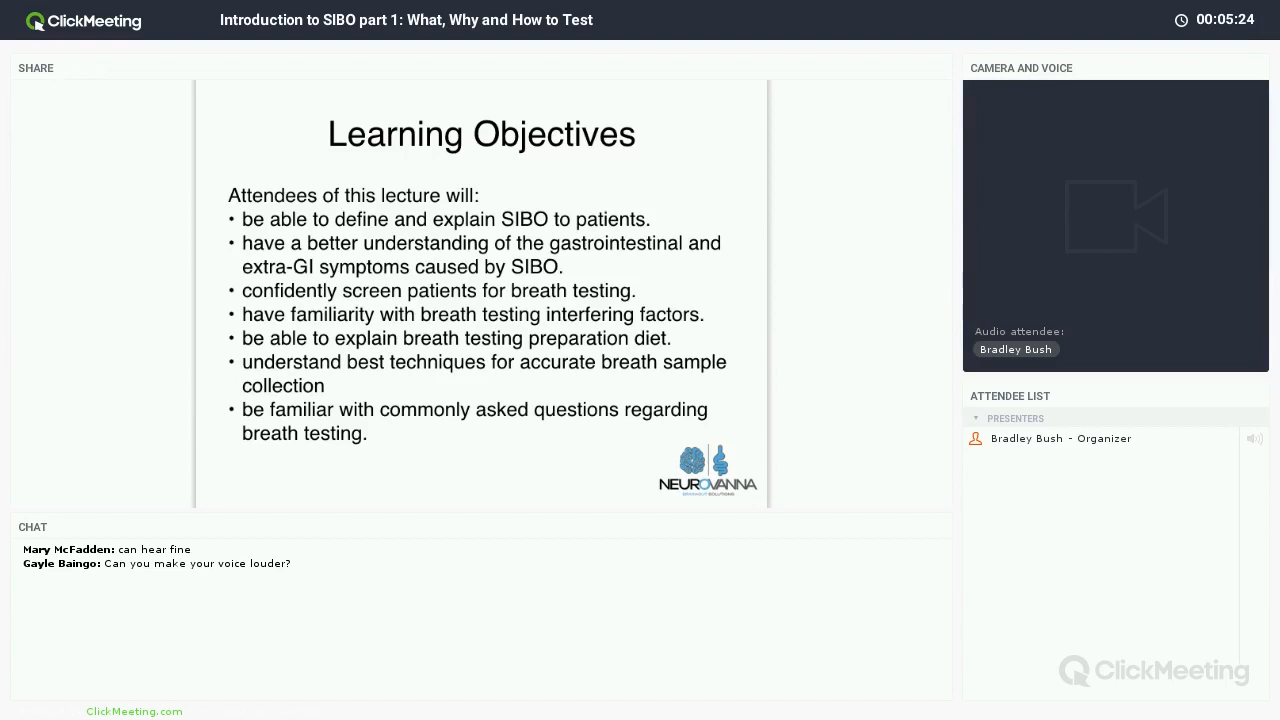 ClickMeeting
Introduction to SIBO part 1: What, Why and How to Test
00:05:24
SHARE
Learning Objectives
Attendees of this lecture will:
• be able to define and explain SIBO to patients.
• have a better understanding of the gastrointestinal and
extra-GI symptoms caused by SIBO.
• confidently screen patients for breath testing.
• have familiarity with breath testing interfering factors.
• be able to explain breath testing preparation diet.
• understand best techniques for accurate breath sample
collection
• be familiar with commonly asked questions regarding
breath testing.
NEUROVANNA
BRAIN&GUT SOLUTIONS
CAMERA AND VOICE
Audio attendee:
Bradley Bush
ATTENDEE LIST
PRESENTERS
Bradley Bush - Organizer
CHAT
Mary McFadden: can hear fine
Gayle Baingo: Can you make your voice louder?
ClickMeeting
ClickMeeting.com